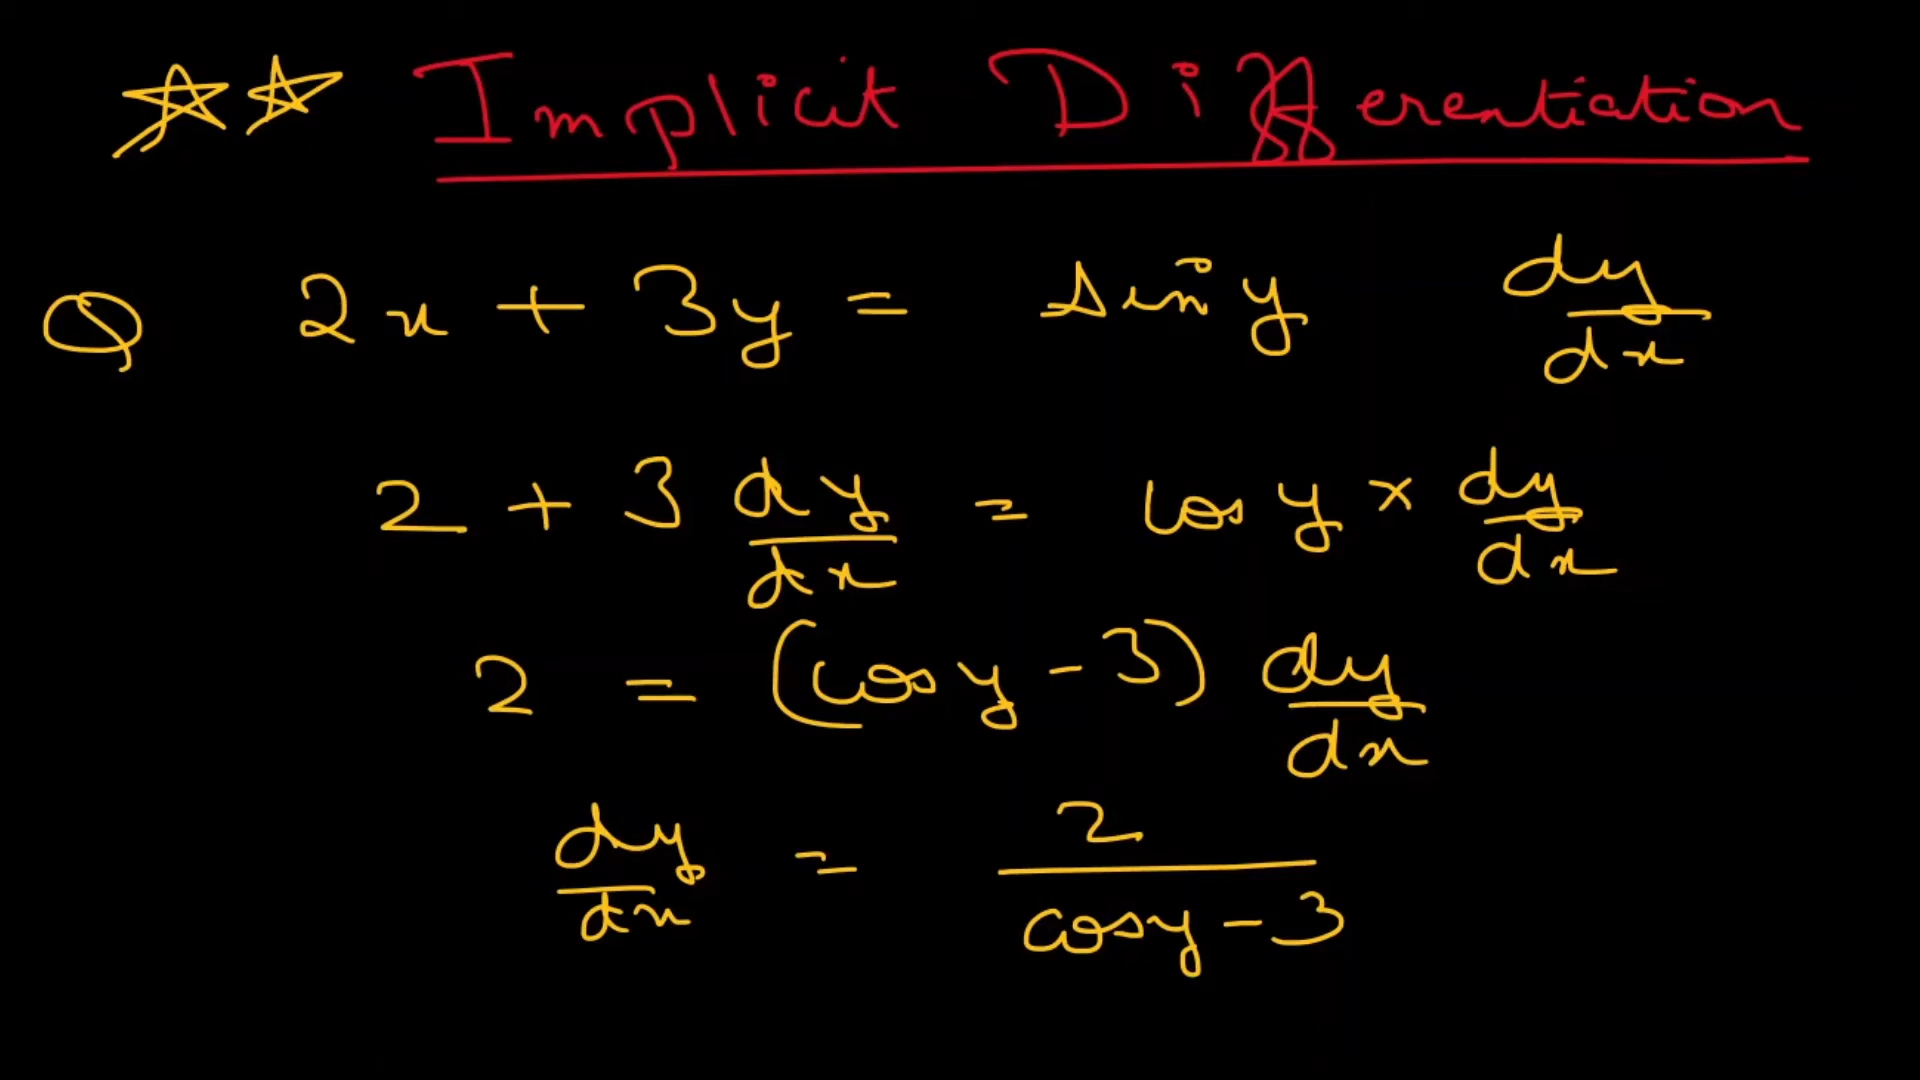 Implicit Differentiation
Q 2x + 3y = sin y dy/dx
2 + 3 dy/dx = cos y × dy/dx
2 = (cos y - 3) dy/dx
dy/dx = 2/(cosy - 3)